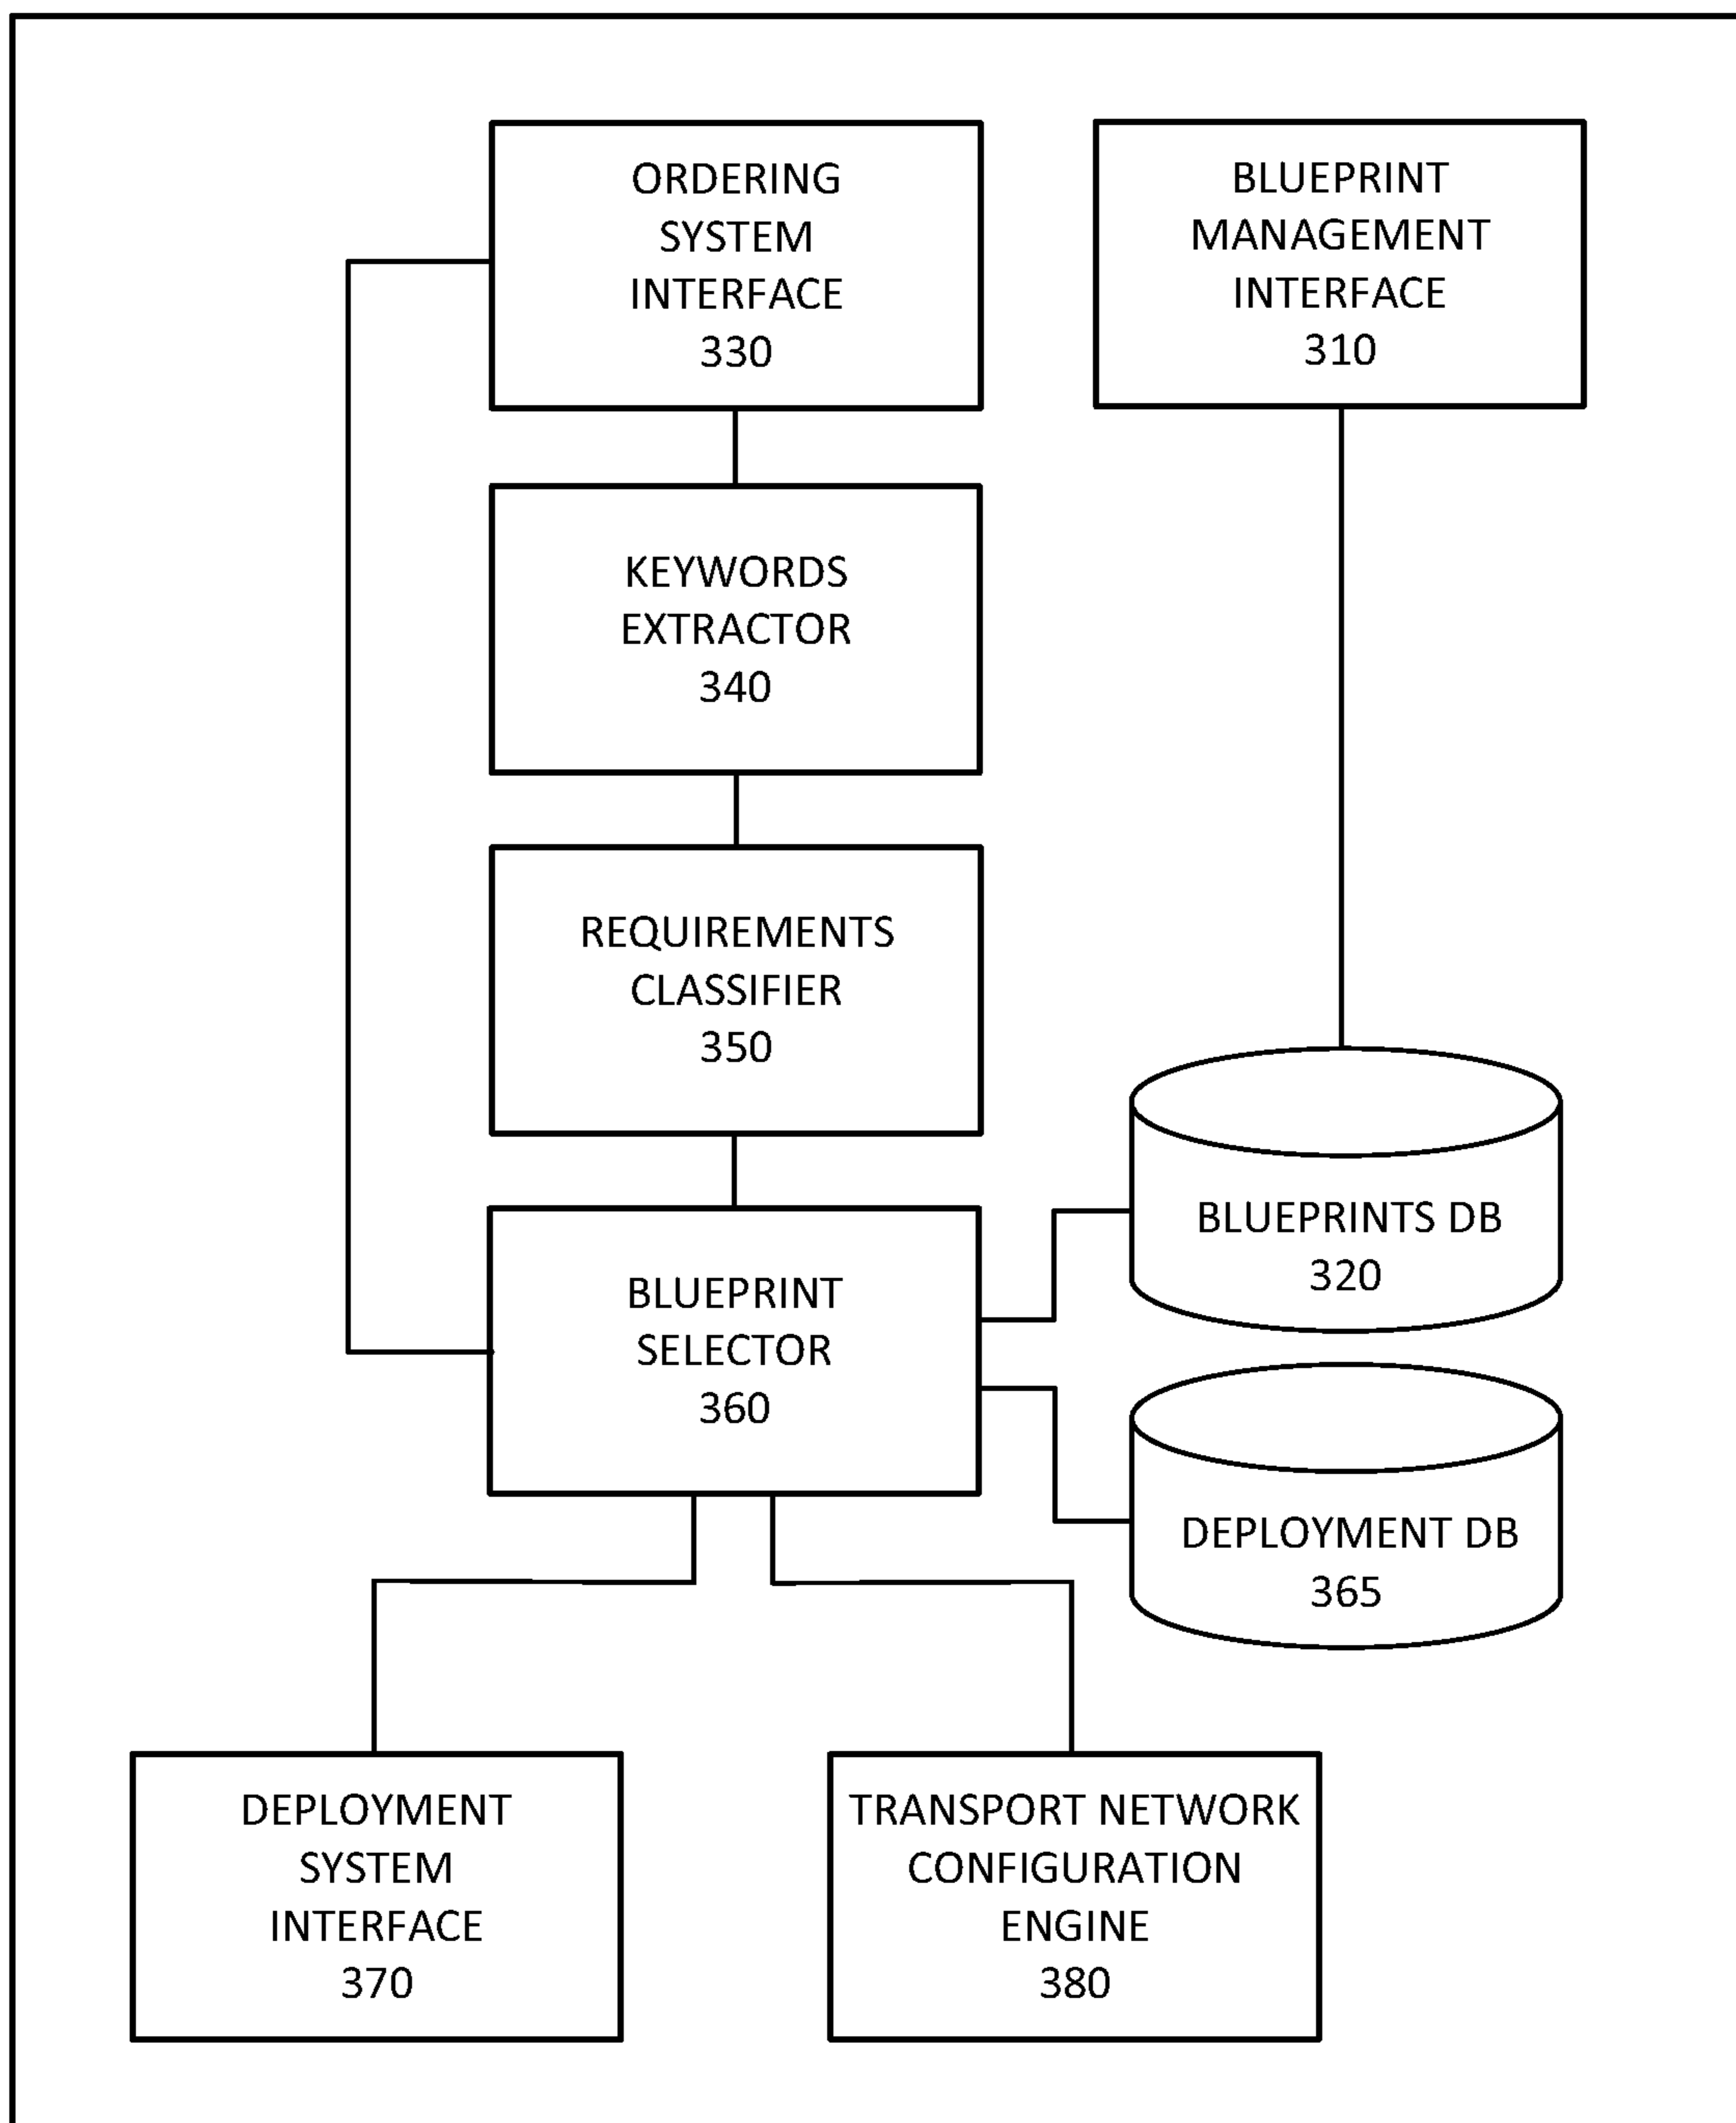 ORDERING
SYSTEM
INTERFACE
330
BLUEPRINT
MANAGEMENT
INTERFACE
310
KEYWORDS
EXTRACTOR
340
REQUIREMENTS
CLASSIFIER
350
BLUEPRINTS DB
320
BLUEPRINT
SELECTOR
360
DEPLOYMENT DB
365
DEPLOYMENT
SYSTEM
INTERFACE
370
TRANSPORT NETWORK
CONFIGURATION
ENGINE
380